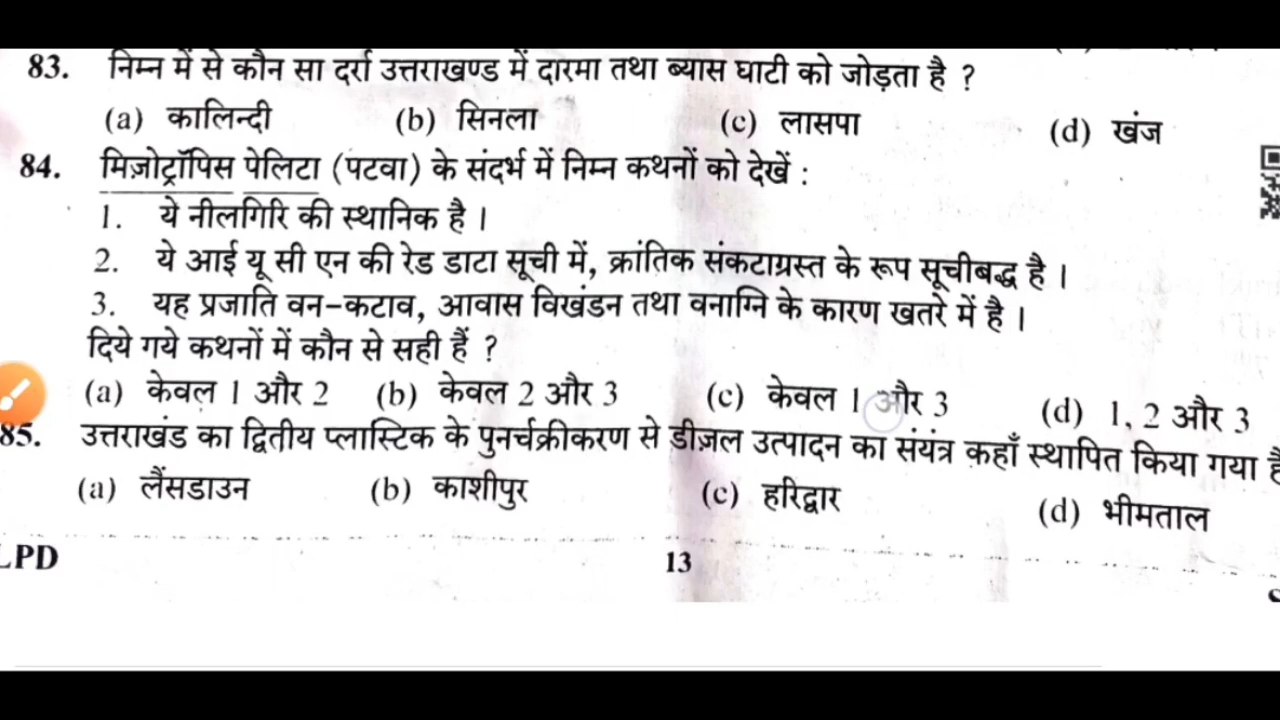 83. निम्न में से कौन सा दर्रा उत्तराखण्ड में दारमा तथा ब्यास घाटी को जोड़ता है ?
(a) कालिन्दी (b) सिनला (c) लासपा (d) खंज
84. मिज़ोट्रॉपिस पेलिटा (पटवा) के संदर्भ में निम्न कथनों को देखें :
1. ये नीलगिरि की स्थानिक है ।
2. ये आई यू सी एन की रेड डाटा सूची में, क्रांतिक संकटाग्रस्त के रूप सूचीबद्ध है ।
3. यह प्रजाति वन-कटाव, आवास विखंडन तथा वनाग्नि के कारण खतरे में है ।
दिये गये कथनों में कौन से सही हैं ?
(a) केवल 1 और 2 (b) केवल 2 और 3 (c) केवल 1 और 3 (d) 1, 2 और 3
85. उत्तराखंड का द्वितीय प्लास्टिक के पुनर्चक्रीकरण से डीज़ल उत्पादन का संयंत्र कहाँ स्थापित किया गया है
(a) लैंसडाउन (b) काशीपुर (c) हरिद्वार (d) भीमताल
LPD 13